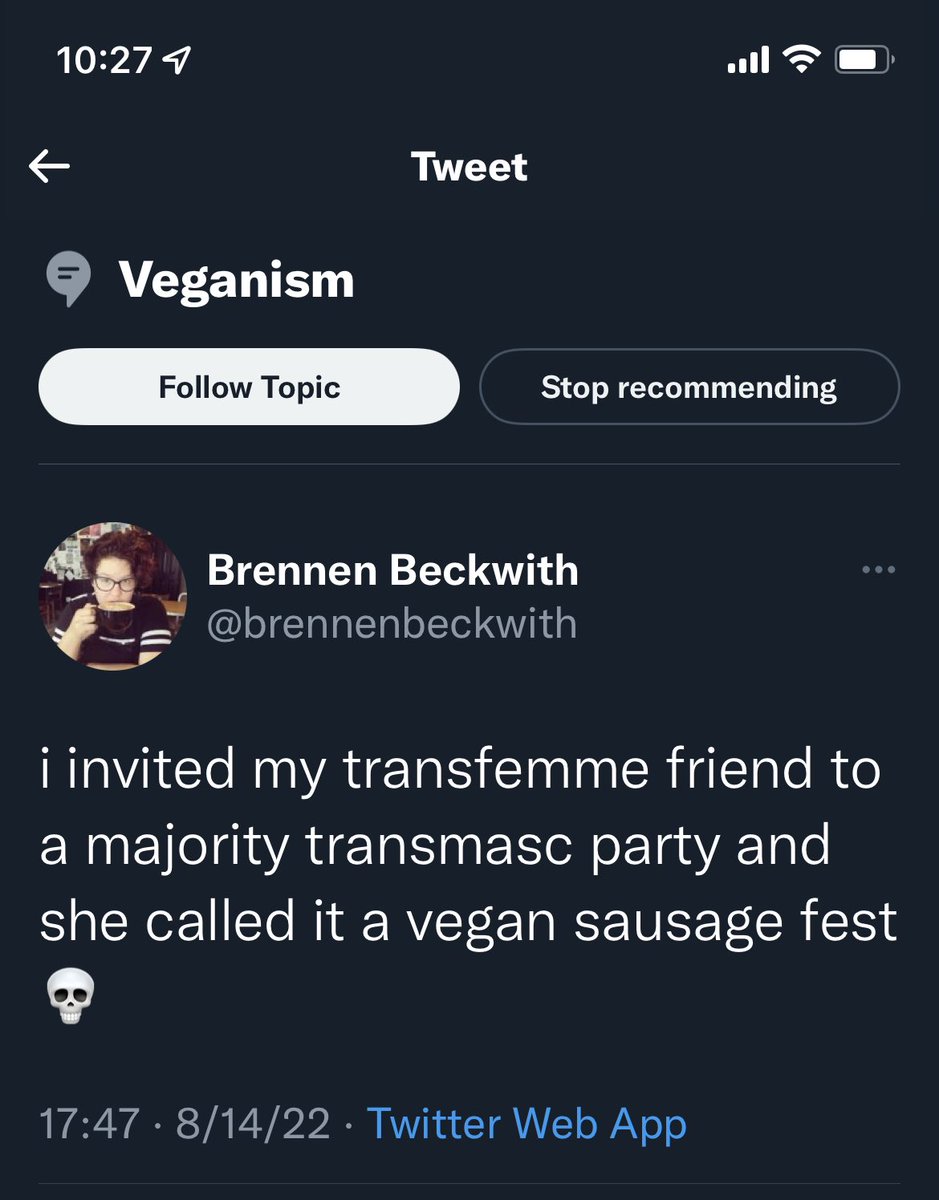 10:27
Tweet
Veganism
Follow Topic
Stop recommending
Brennen Beckwith
@brennenbeckwith
i invited my transfemme friend to
a majority transmasc party and
she called it a vegan sausage fest
💀
17:47 · 8/14/22 · Twitter Web App